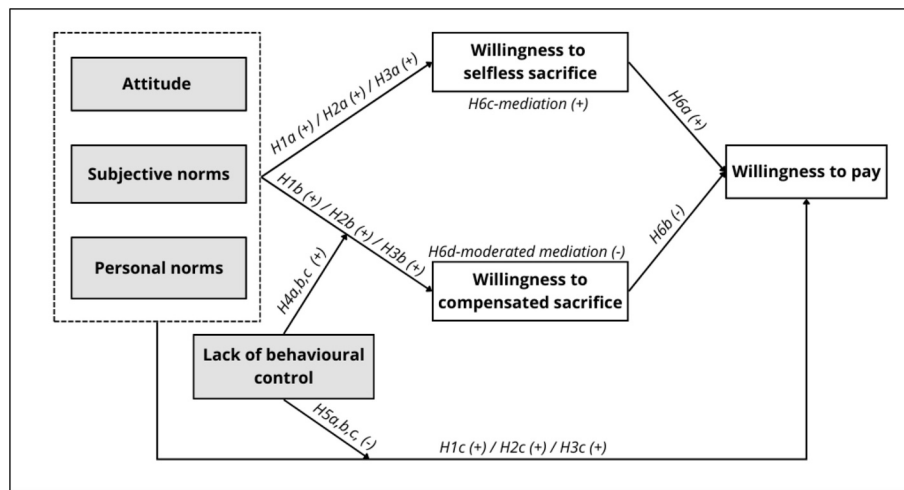 Attitude
Subjective norms
Personal norms
Lack of behavioural
control
H1a (+) / H2a (+) / H3a (+)
H1b (+) / H2b (+) / H3b (+)
H4a,b,c (+)
H5a,b,c, (-)
Willingness to
selfless sacrifice
H6c-mediation (+)
H6d-moderated mediation (-)
Willingness to
compensated sacrifice
H6a (+)
H6b (-)
Willingness to pay
H1c (+) / H2c (+) / H3c (+)